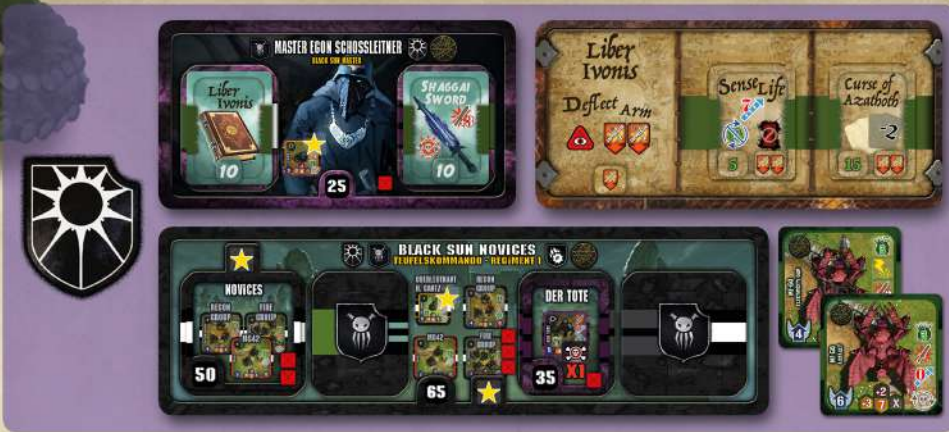 MASTER EGON SCHOSSLEITNER
BLACK SUN MASTER
Liber
Ivonis
10
25
SHAGGAI
SWORD
10
Liber
Ivonis
Deflect Arm
Sense Life
7
5
Curse of
Azathoth
-2
15
BLACK SUN NOVICES
TEUFELSKOMMANDO - REGIMENT 1
NOVICES
RECON
GROUP
FIRE
GROUP
MG42
50
RECON
GROUP
MG42
FIRE
GROUP
65
DER TOTE
X1
35
4
6
0
+2
+3 7 X